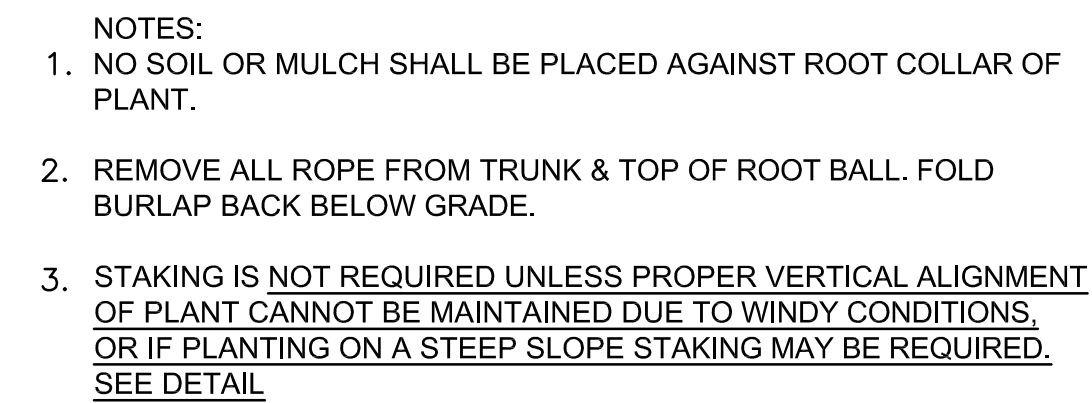 NOTES:
1. NO SOIL OR MULCH SHALL BE PLACED AGAINST ROOT COLLAR OF
PLANT.
2. REMOVE ALL ROPE FROM TRUNK & TOP OF ROOT BALL. FOLD
BURLAP BACK BELOW GRADE.
3. STAKING IS NOT REQUIRED UNLESS PROPER VERTICAL ALIGNMENT
OF PLANT CANNOT BE MAINTAINED DUE TO WINDY CONDITIONS,
OR IF PLANTING ON A STEEP SLOPE STAKING MAY BE REQUIRED.
SEE DETAIL